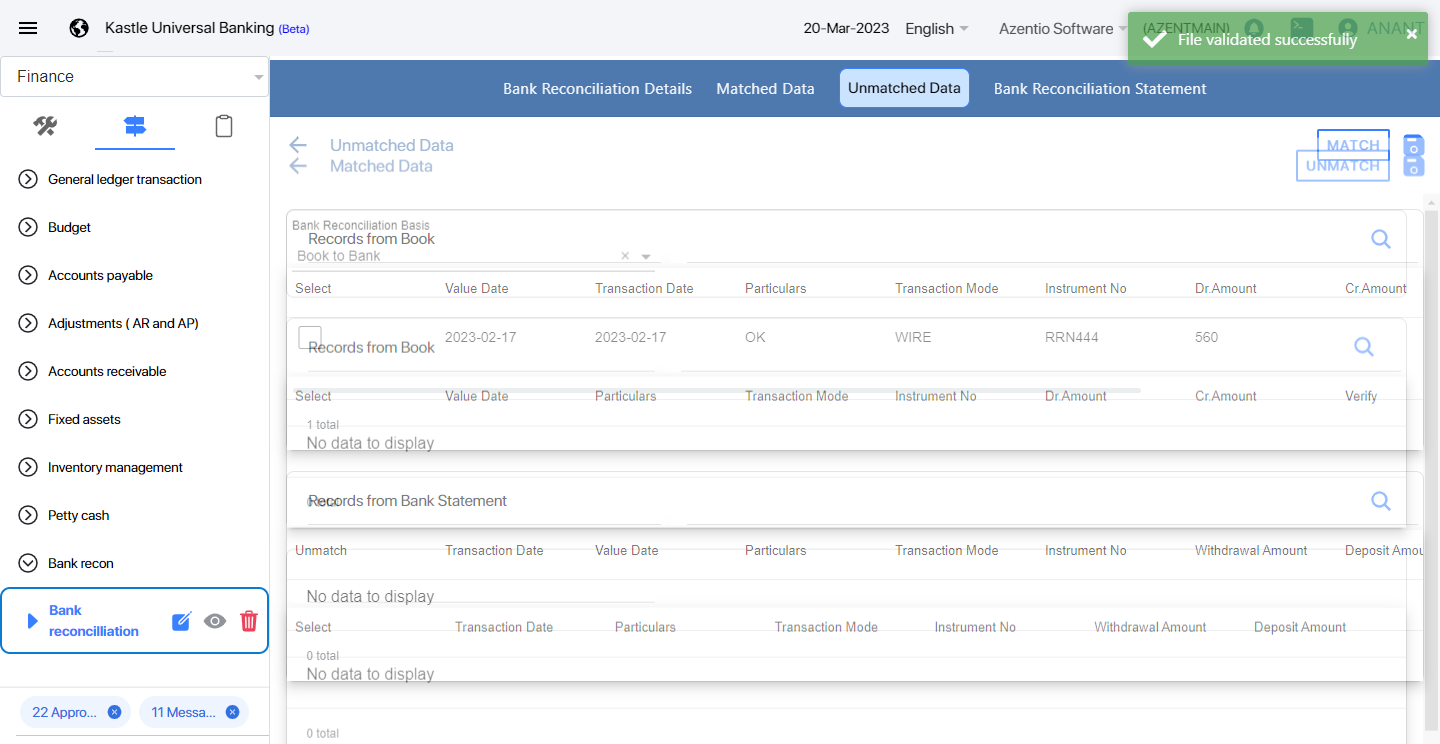 Kastle Universal Banking (Beta)
20-Mar-2023
English
Azentio Software
(AZENTMAIN)
ANANT
File validated successfully
×
Finance
Bank Reconciliation Details
Matched Data
Unmatched Data
Bank Reconciliation Statement
General ledger transaction
Budget
Accounts payable
Adjustments ( AR and AP)
Accounts receivable
Fixed assets
Inventory management
Petty cash
Bank recon
Bank
reconcilliation
22 Appro...
11 Messa...
Unmatched Data
MATCH
Matched Data
UNMATCH
Bank Reconciliation Basis
Records from Book
Book to Bank ×
Select Value Date Transaction Date Particulars Transaction Mode Instrument No Dr.Amount Cr.Amount
2023-02-17 2023-02-17 OK WIRE RRN444 560
Records from Book
Select Value Date Particulars Transaction Mode Instrument No Dr.Amount Cr.Amount Verify
1 total
No data to display
Records from Bank Statement
0 total
Unmatch Transaction Date Value Date Particulars Transaction Mode Instrument No Withdrawal Amount Deposit Amou
No data to display
Select Transaction Date Particulars Transaction Mode Instrument No Withdrawal Amount Deposit Amount
0 total
No data to display
0 total